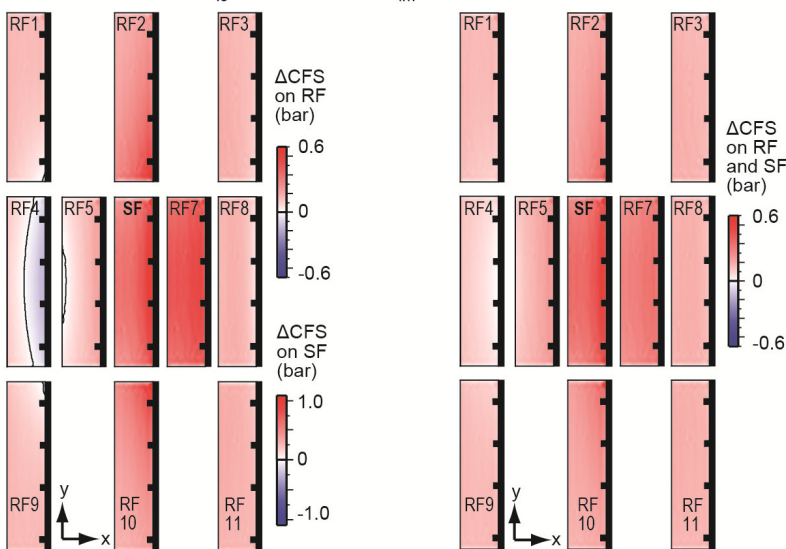 RF1 RF2 RF3
ΔCFS
on RF
(bar)
0.6
0
-0.6
RF4 RF5 SF RF7 RF8
ΔCFS
on SF
(bar)
1.0
0
-1.0
RF9
RF
10
RF
11
y
x
RF1 RF2 RF3
ΔCFS
on RF
and SF
(bar)
0.6
0
-0.6
RF4 RF5 SF RF7 RF8
RF9
RF
10
RF
11
y
x